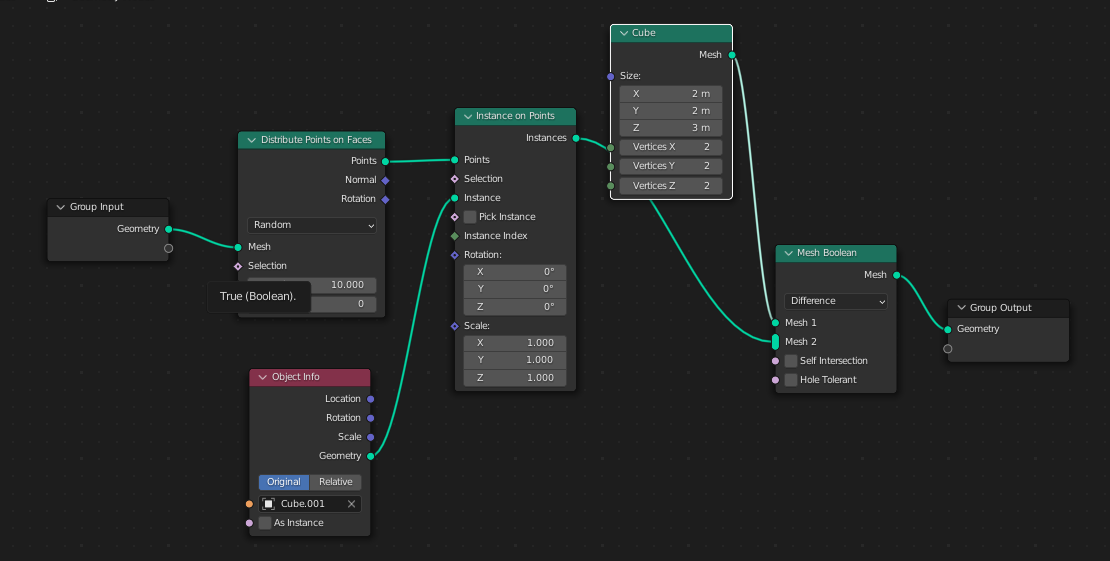 Cube
Mesh
Size:
X 2 m
Y 2 m
Z 3 m
Vertices X 2
Vertices Y 2
Vertices Z 2
Instance on Points
Instances
Points
Selection
Instance
Pick Instance
Instance Index
Rotation:
X 0°
Y 0°
Z 0°
Scale:
X 1.000
Y 1.000
Z 1.000
Distribute Points on Faces
Points
Normal
Rotation
Random
Mesh
Selection
10.000
0
True (Boolean).
Group Input
Geometry
Object Info
Location
Rotation
Scale
Geometry
Original Relative
Cube.001
As Instance
Mesh Boolean
Mesh
Difference
Mesh 1
Mesh 2
Self Intersection
Hole Tolerant
Group Output
Geometry